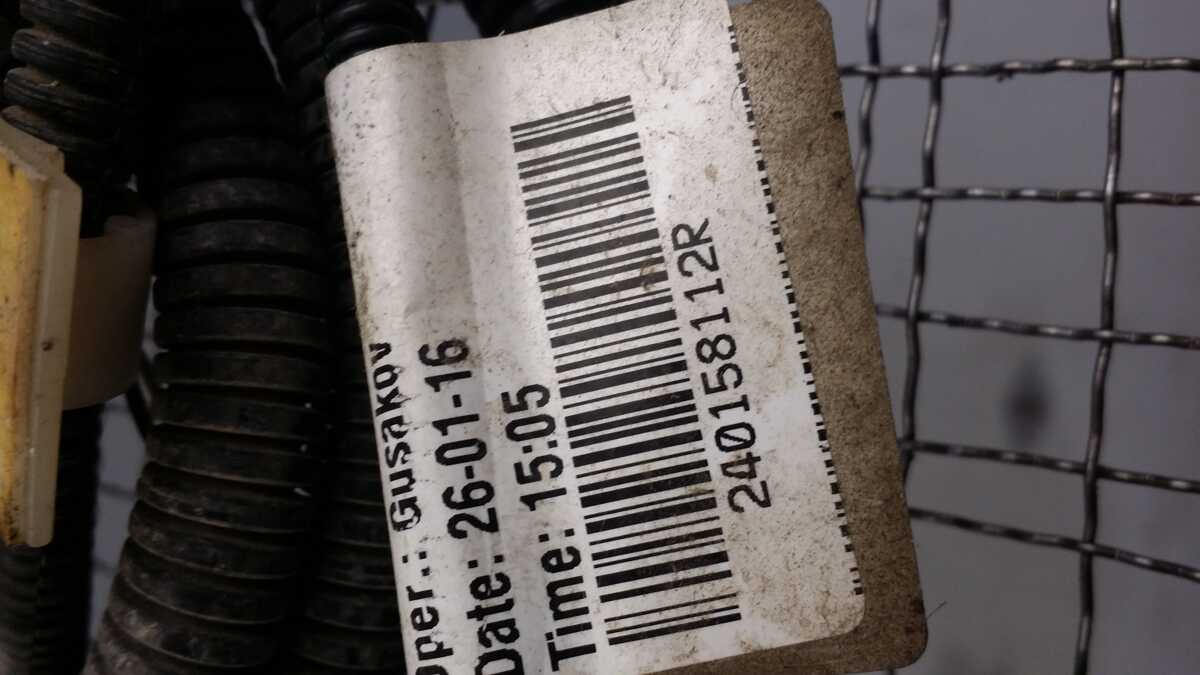 Oper.: Gusakov
Date: 26-01-16
Time: 15:05
240158112R